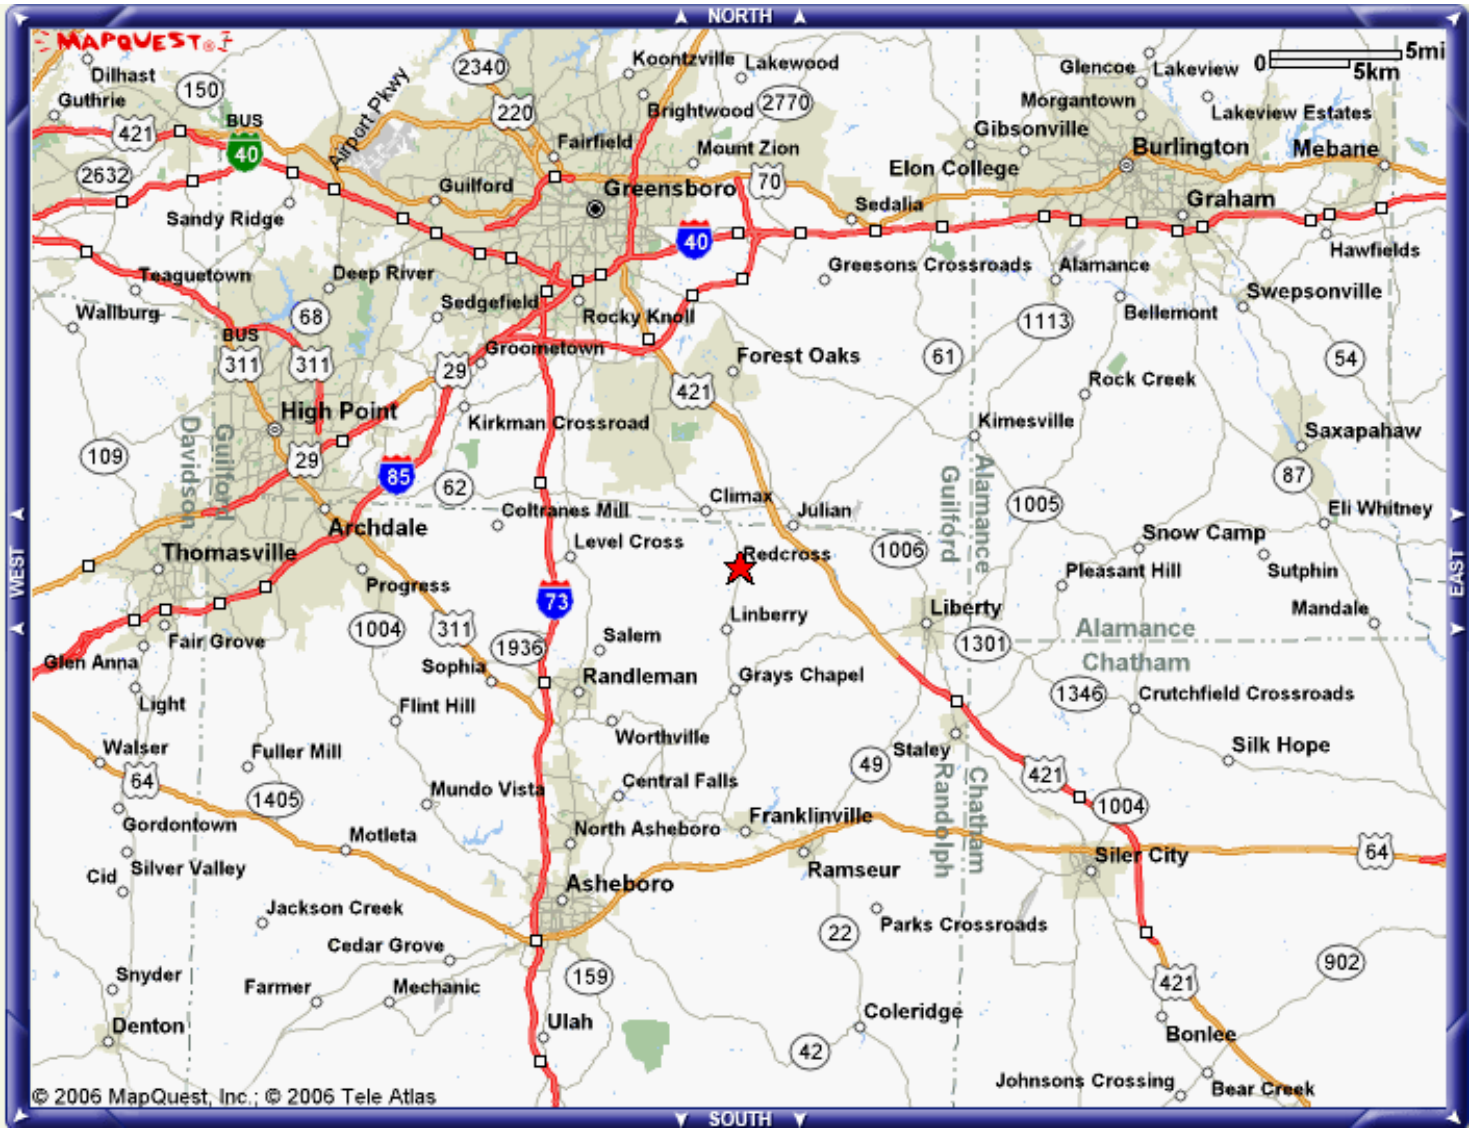 NORTH
MAPQUEST®
5mi
0
5km
Dilhast
150
Guthrie
421
BUS
40
Airport Pkwy
2340
220
Koontzville
Lakewood
Brightwood
2770
Fairfield
Mount Zion
Glencoe
Lakeview
Morgantown
Lakeview Estates
Gibsonville
Burlington
Mebane
Elon College
2632
Guilford
Greensboro
70
Sandy Ridge
Sedalia
Graham
40
Hawfields
Teaguetown
Deep River
Greesons Crossroads
Alamance
Wallburg
68
Sedgefield
Rocky Knoll
Swepsonville
Bellemont
1113
BUS
311
311
Groometown
29
Forest Oaks
61
54
421
Rock Creek
High Point
Kirkman Crossroad
Kimesville
Saxapahaw
109
Davidson
Guilford
29
85
62
Guilford
Alamance
87
Climax
1005
Coltranes Mill
Julian
Eli Whitney
Archdale
Snow Camp
Level Cross
Redcross
1006
Thomasville
Sutphin
WEST
EAST
Progress
Pleasant Hill
73
Liberty
Mandale
Linberry
1004
311
1936
Salem
1301
Alamance
Fair Grove
Glen Anna
Sophia
Randleman
Grays Chapel
Chatham
Light
1346
Crutchfield Crossroads
Flint Hill
Worthville
Walser
Fuller Mill
Staley
Silk Hope
64
49
421
Central Falls
Mundo Vista
1405
Randolph
Chatham
1004
Gordontown
Motleta
North Asheboro
Franklinville
Siler City
64
Silver Valley
Ramseur
Cid
Asheboro
Jackson Creek
Parks Crossroads
Cedar Grove
22
902
Snyder
Farmer
Mechanic
159
421
Denton
Ulah
Coleridge
Bonlee
42
Johnsons Crossing
Bear Creek
© 2006 MapQuest, Inc.; © 2006 Tele Atlas
SOUTH